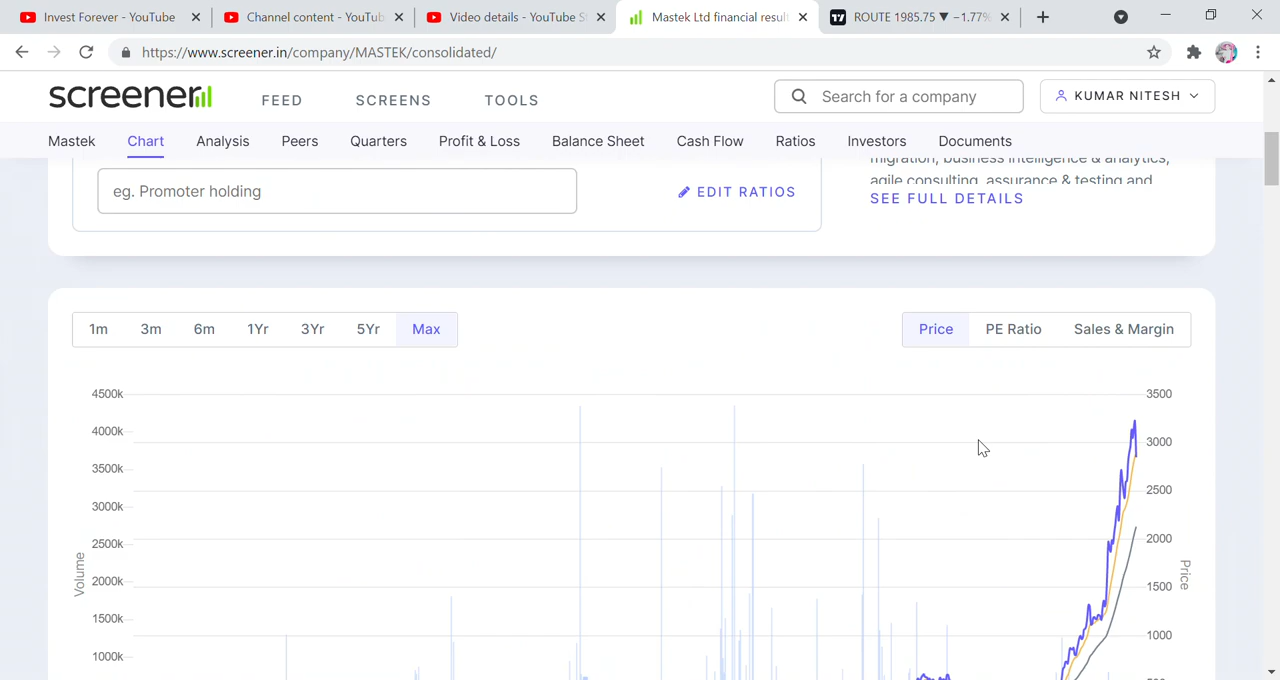 Invest Forever - YouTube
Channel content - YouTub
Video details - YouTube S
Mastek Ltd financial result
ROUTE 1985.75 ▼ −1.77%
https://www.screener.in/company/MASTEK/consolidated/
screener
FEED
SCREENS
TOOLS
Search for a company
KUMAR NITESH
Mastek
Chart
Analysis
Peers
Quarters
Profit & Loss
Balance Sheet
Cash Flow
Ratios
Investors
Documents
migration, business intelligence & analytics,
agile consulting, assurance & testing and
eg. Promoter holding
EDIT RATIOS
SEE FULL DETAILS
1m
3m
6m
1Yr
3Yr
5Yr
Max
Price
PE Ratio
Sales & Margin
4500k
4000k
3500k
3000k
2500k
2000k
1500k
1000k
Volume
3500
3000
2500
2000
1500
1000
Price